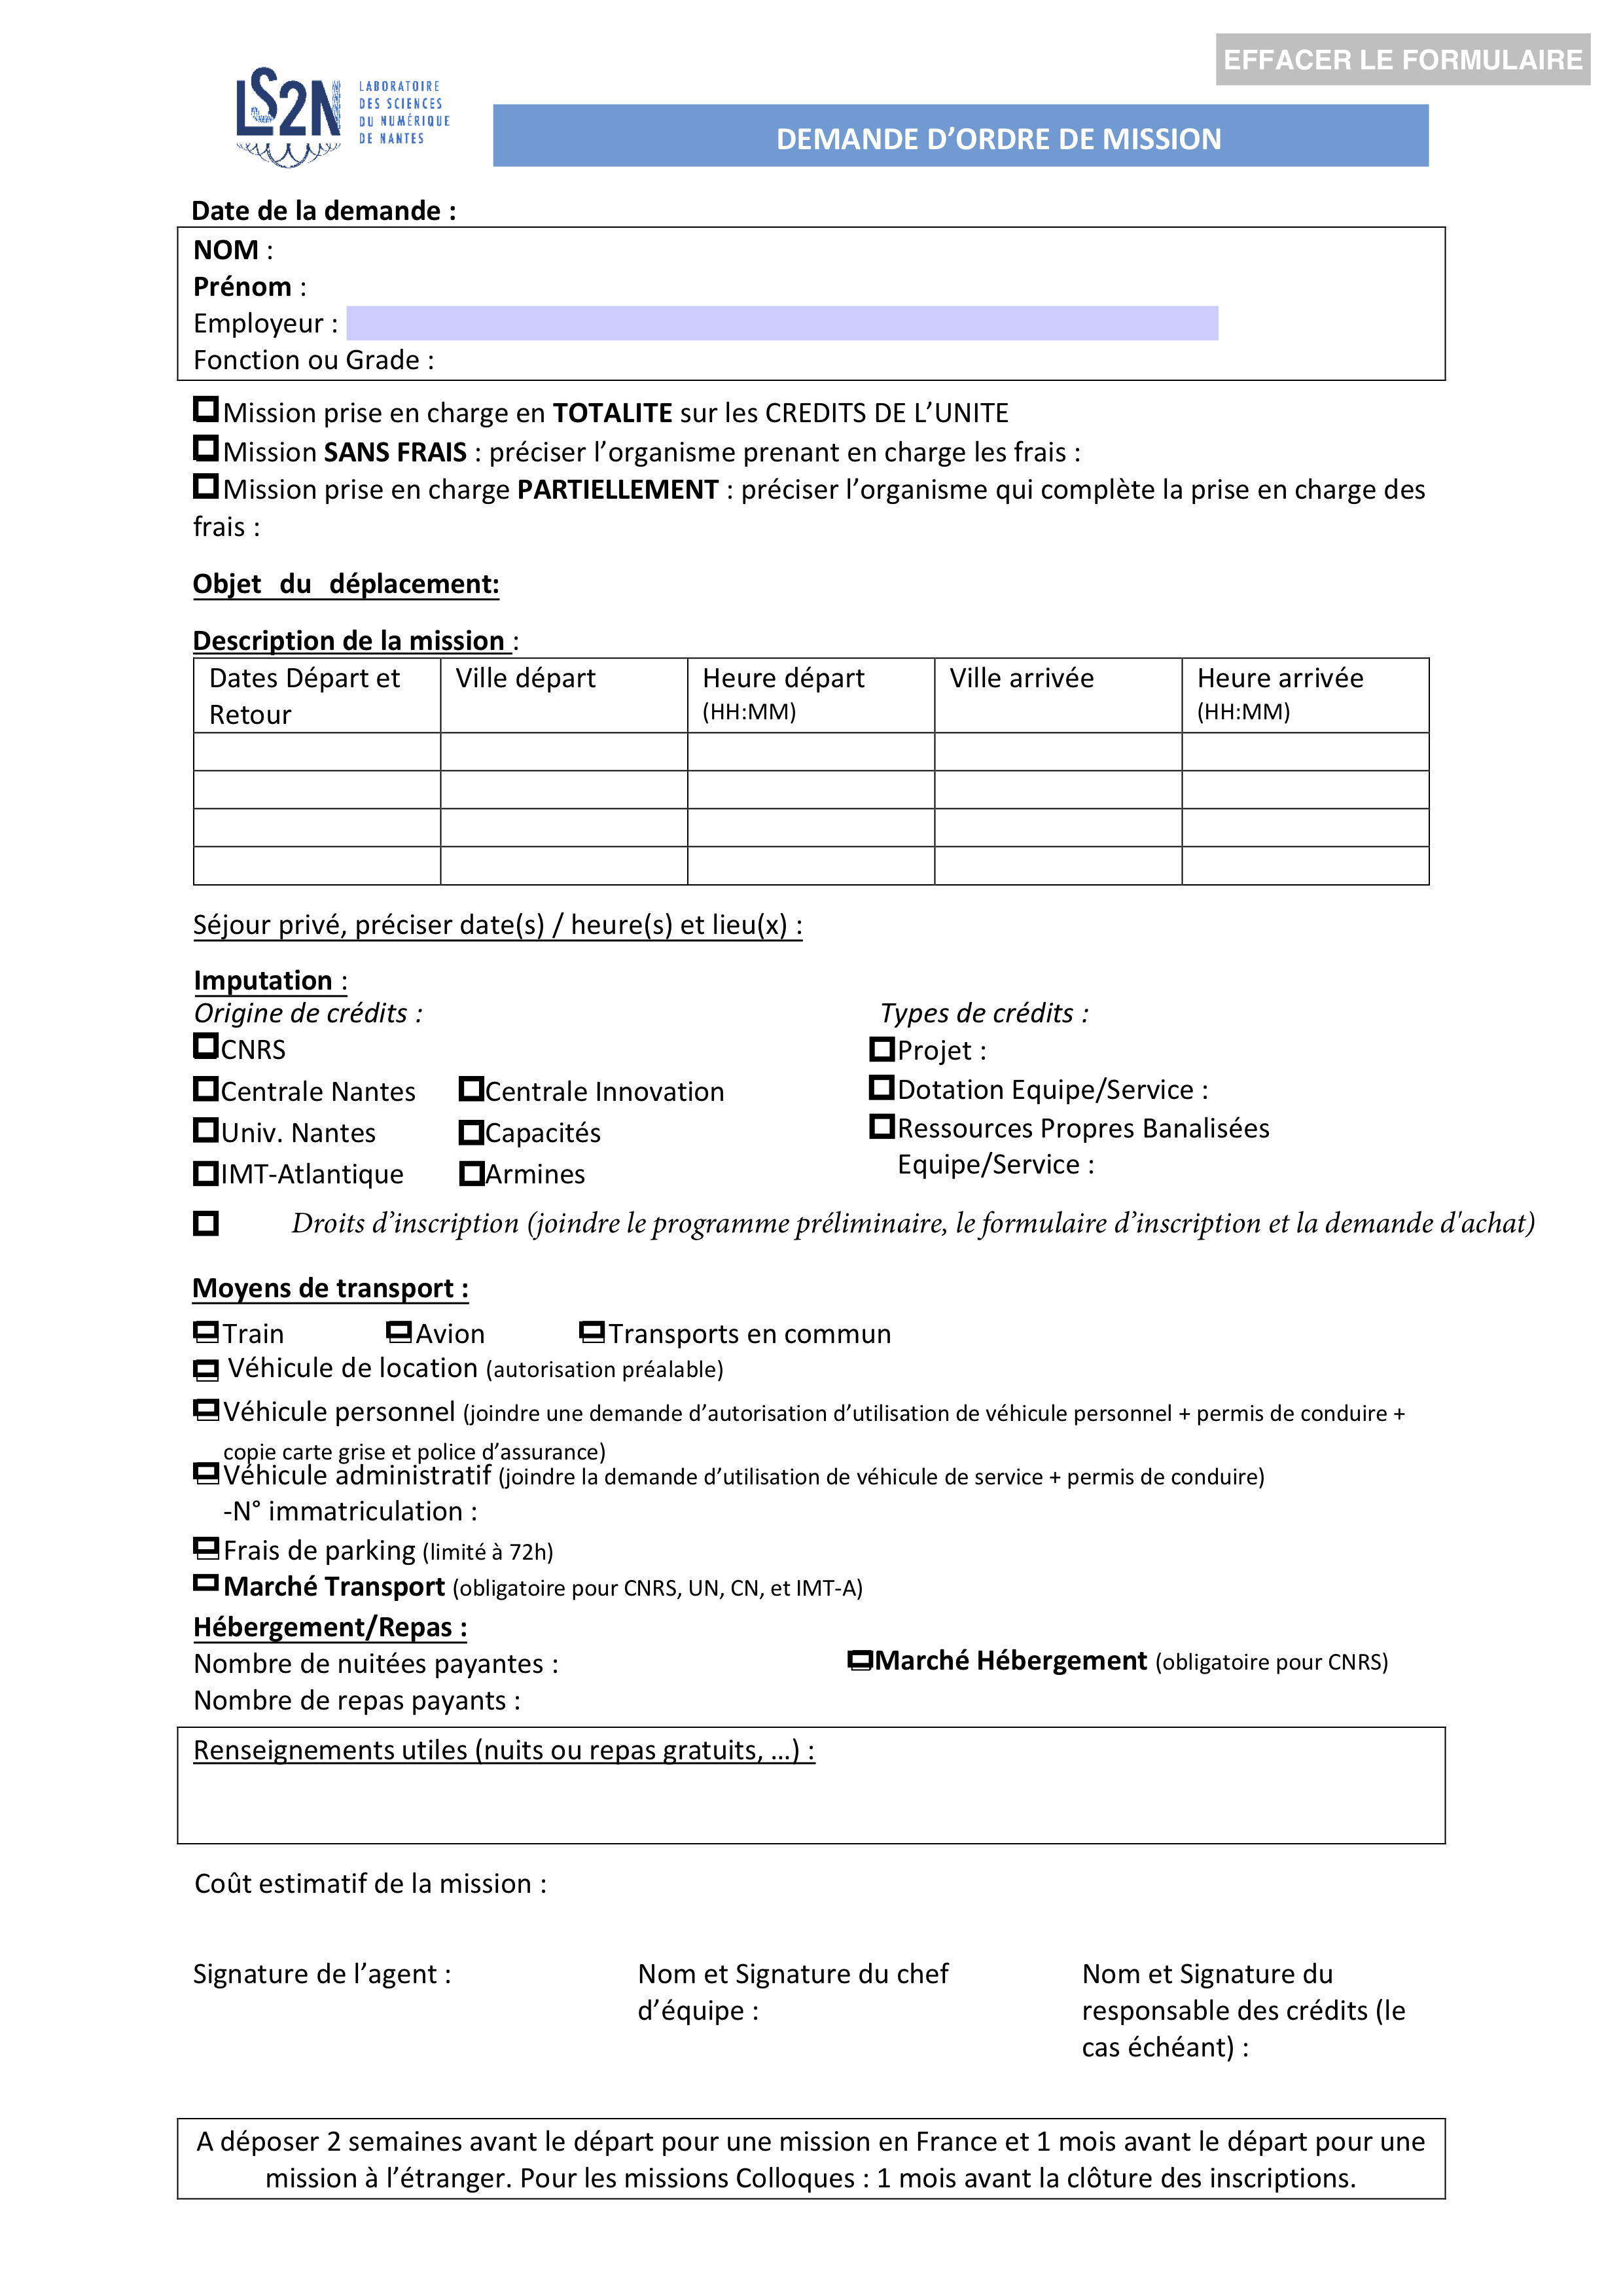 EFFACER LE FORMULAIRE
LS2N
LABORATOIRE
DES SCIENCES
DU NUMÉRIQUE
DE NANTES
DEMANDE D’ORDRE DE MISSION
Date de la demande :
NOM :
Prénom :
Employeur :
Fonction ou Grade :
Mission prise en charge en TOTALITE sur les CREDITS DE L’UNITE
Mission SANS FRAIS : préciser l’organisme prenant en charge les frais :
Mission prise en charge PARTIELLEMENT : préciser l’organisme qui complète la prise en charge des
frais :
Objet du déplacement:
Description de la mission :
Dates Départ et Retour
Ville départ
Heure départ (HH:MM)
Ville arrivée
Heure arrivée (HH:MM)
Séjour privé, préciser date(s) / heure(s) et lieu(x) :
Imputation :
Origine de crédits : Types de crédits :
CNRS Projet :
Centrale Nantes Centrale Innovation Dotation Equipe/Service :
Univ. Nantes Capacités Ressources Propres Banalisées
Equipe/Service :
IMT-Atlantique Armines
Droits d’inscription (joindre le programme préliminaire, le formulaire d’inscription et la demande d'achat)
Moyens de transport :
Train Avion Transports en commun
Véhicule de location (autorisation préalable)
Véhicule personnel (joindre une demande d’autorisation d’utilisation de véhicule personnel + permis de conduire +
copie carte grise et police d’assurance)
Véhicule administratif (joindre la demande d’utilisation de véhicule de service + permis de conduire)
-N° immatriculation :
Frais de parking (limité à 72h)
Marché Transport (obligatoire pour CNRS, UN, CN, et IMT-A)
Hébergement/Repas :
Nombre de nuitées payantes : Marché Hébergement (obligatoire pour CNRS)
Nombre de repas payants :
Renseignements utiles (nuits ou repas gratuits, …) :
Coût estimatif de la mission :
Signature de l’agent :
Nom et Signature du chef
d’équipe :
Nom et Signature du
responsable des crédits (le
cas échéant) :
A déposer 2 semaines avant le départ pour une mission en France et 1 mois avant le départ pour une
mission à l’étranger. Pour les missions Colloques : 1 mois avant la clôture des inscriptions.